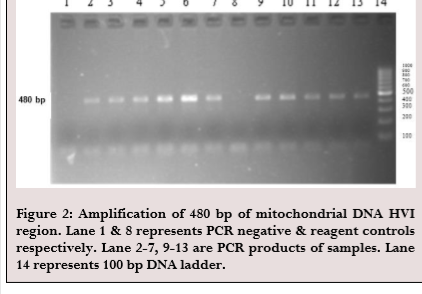 1 2 3 4 5 6 7 8 9 10 11 12 13 14
480 bp
500
400
300
200
100
Figure 2: Amplification of 480 bp of mitochondrial DNA HVI
region. Lane 1 & 8 represents PCR negative & reagent controls
respectively. Lane 2-7, 9-13 are PCR products of samples. Lane
14 represents 100 bp DNA ladder.